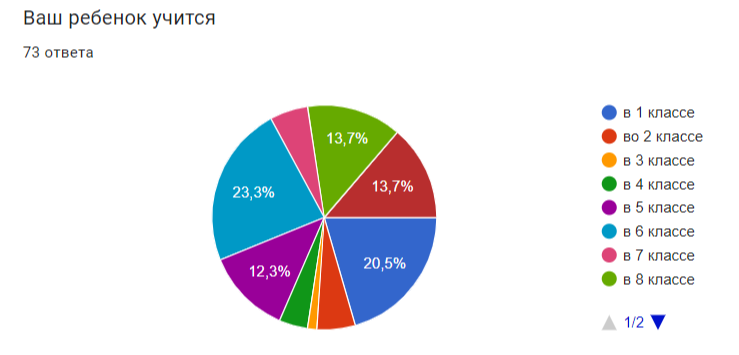 Ваш ребенок учится
73 ответа
13,7%
13,7%
23,3%
20,5%
12,3%
в 1 классе
во 2 классе
в 3 классе
в 4 классе
в 5 классе
в 6 классе
в 7 классе
в 8 классе
1/2